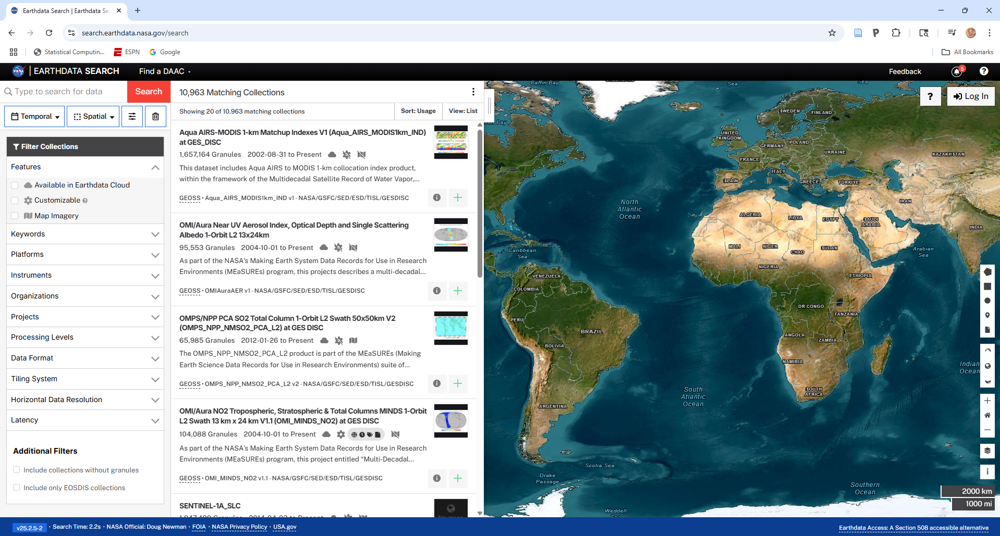 Earthdata Search | Earthdata Se
search.earthdata.nasa.gov/search
Statistical Computin...
ESPN
Google
All Bookmarks
EARTHDATA SEARCH
Find a DAAC
Feedback
5
?
Type to search for data
Search
Temporal
Spatial
Filter Collections
Features
Available in Earthdata Cloud
Customizable
Map Imagery
Keywords
Platforms
Instruments
Organizations
Projects
Processing Levels
Data Format
Tiling System
Horizontal Data Resolution
Latency
Additional Filters
Include collections without granules
Include only EOSDIS collections
10,963 Matching Collections
Showing 20 of 10,963 matching collections
Sort: Usage
View: List
Aqua AIRS-MODIS 1-km Matchup Indexes V1 (Aqua_AIRS_MODIS1km_IND)
at GES_DISC
1,657,164 Granules 2002-08-31 to Present
This dataset includes Aqua AIRS to MODIS 1-km collocation index product,
within the framework of the Multidecadal Satellite Record of Water Vapor,...
GEOSS • Aqua_AIRS_MODIS1km_IND v1 - NASA/GSFC/SED/ESD/TISL/GESDISC
OMI/Aura Near UV Aerosol Index, Optical Depth and Single Scattering
Albedo 1-Orbit L2 13x24km
95,553 Granules 2004-10-01 to Present
As part of the NASA's Making Earth System Data Records for Use in Research
Environments (MEaSUREs) program, this projects describes a multi-decadal...
GEOSS • OMIAuraAER v1 - NASA/GSFC/SED/ESD/TISL/GESDISC
OMPS/NPP PCA SO2 Total Column 1-Orbit L2 Swath 50x50km V2
(OMPS_NPP_NMSO2_PCA_L2) at GES DISC
65,985 Granules 2012-01-26 to Present
The OMPS_NPP_NMSO2_PCA_L2 product is part of the MEaSUREs (Making
Earth Science Data Records for Use in Research Environments) suite of...
GEOSS • OMPS_NPP_NMSO2_PCA_L2 v2 - NASA/GSFC/SED/ESD/TISL/GESDISC
OMI/Aura NO2 Tropospheric, Stratospheric & Total Columns MINDS 1-Orbit
L2 Swath 13 km x 24 km V1.1 (OMI_MINDS_NO2) at GES DISC
104,088 Granules 2004-10-01 to Present
As part of the NASA's Making Earth System Data Records for Use in Research
Environments (MEaSUREs) program, this project entitled “Multi-Decadal...
GEOSS • OMI_MINDS_NO2 v1.1 - NASA/GSFC/SED/ESD/TISL/GESDISC
SENTINEL-1A_SLC
? Log In
Baffin Bay
Sea
Sea
SWEDEN
FINLAND
UNITED
KINGDOM
GERMANY
POLAND
UKRAINE
KAZAKHSTAN
FRANCE
ITALY
SPAIN
GREECE
TÜRKIYE
IRAN
North
Atlantic
Ocean
ALGERIA
LIBYA
EGYPT
SAUDI
ARABIA
INDIA
Caribbean
Sea
MALI
NIGER
CHAD
SUDAN
Arabian
Sea
NIGERIA
ETHIOPIA
VENEZUELA
COLOMBIA
DR CONGO
TANZANIA
PERÚ
BRAZIL
ANGOLA
ZAMBIA
BOLIVIA
NAMIBIA
Indian
Ocean
South
Atlantic
Ocean
SOUTH
AFRICA
ARGENTINA
Scotia Sea
Drake
Passage
Southern
Ocean
Weddell
2000 km
1000 mi
v25.2.5-2 • Search Time: 2.2s • NASA Official: Doug Newman • FOIA • NASA Privacy Policy • USA.gov
Earthdata Access: A Section 508 accessible alternative